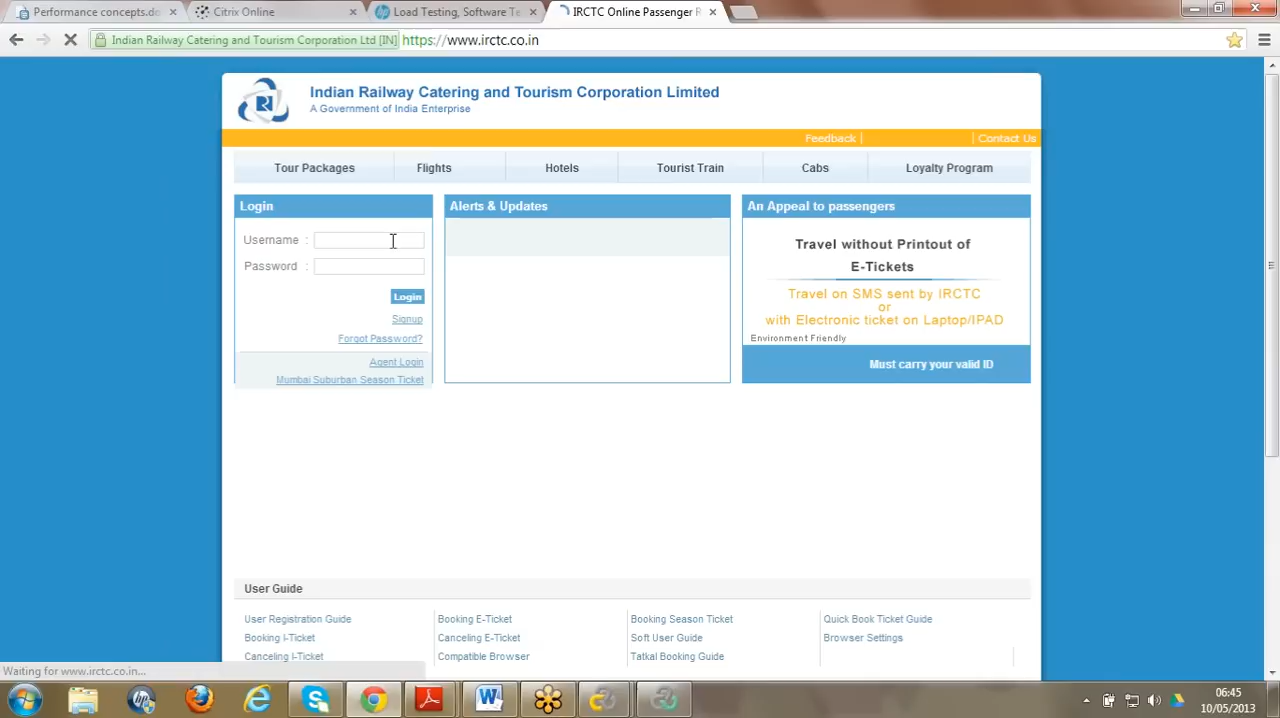 Performance concepts.do
Citrix Online
Load Testing, Software Te
IRCTC Online Passenger R
Indian Railway Catering and Tourism Corporation Ltd [IN]
https://www.irctc.co.in
Indian Railway Catering and Tourism Corporation Limited
A Government of India Enterprise
Feedback |
| Contact Us
Tour Packages
Flights
Hotels
Tourist Train
Cabs
Loyalty Program
Login
Username :
Password :
Login
Signup
Forgot Password?
Agent Login
Mumbai Suburban Season Ticket
Alerts & Updates
An Appeal to passengers
Travel without Printout of
E-Tickets
Travel on SMS sent by IRCTC
or
with Electronic ticket on Laptop/IPAD
Environment Friendly
Must carry your valid ID
User Guide
User Registration Guide
Booking E-Ticket
Booking Season Ticket
Quick Book Ticket Guide
Booking I-Ticket
Canceling E-Ticket
Soft User Guide
Browser Settings
Canceling I-Ticket
Compatible Browser
Tatkal Booking Guide
Waiting for www.irctc.co.in...
06:45
10/05/2013